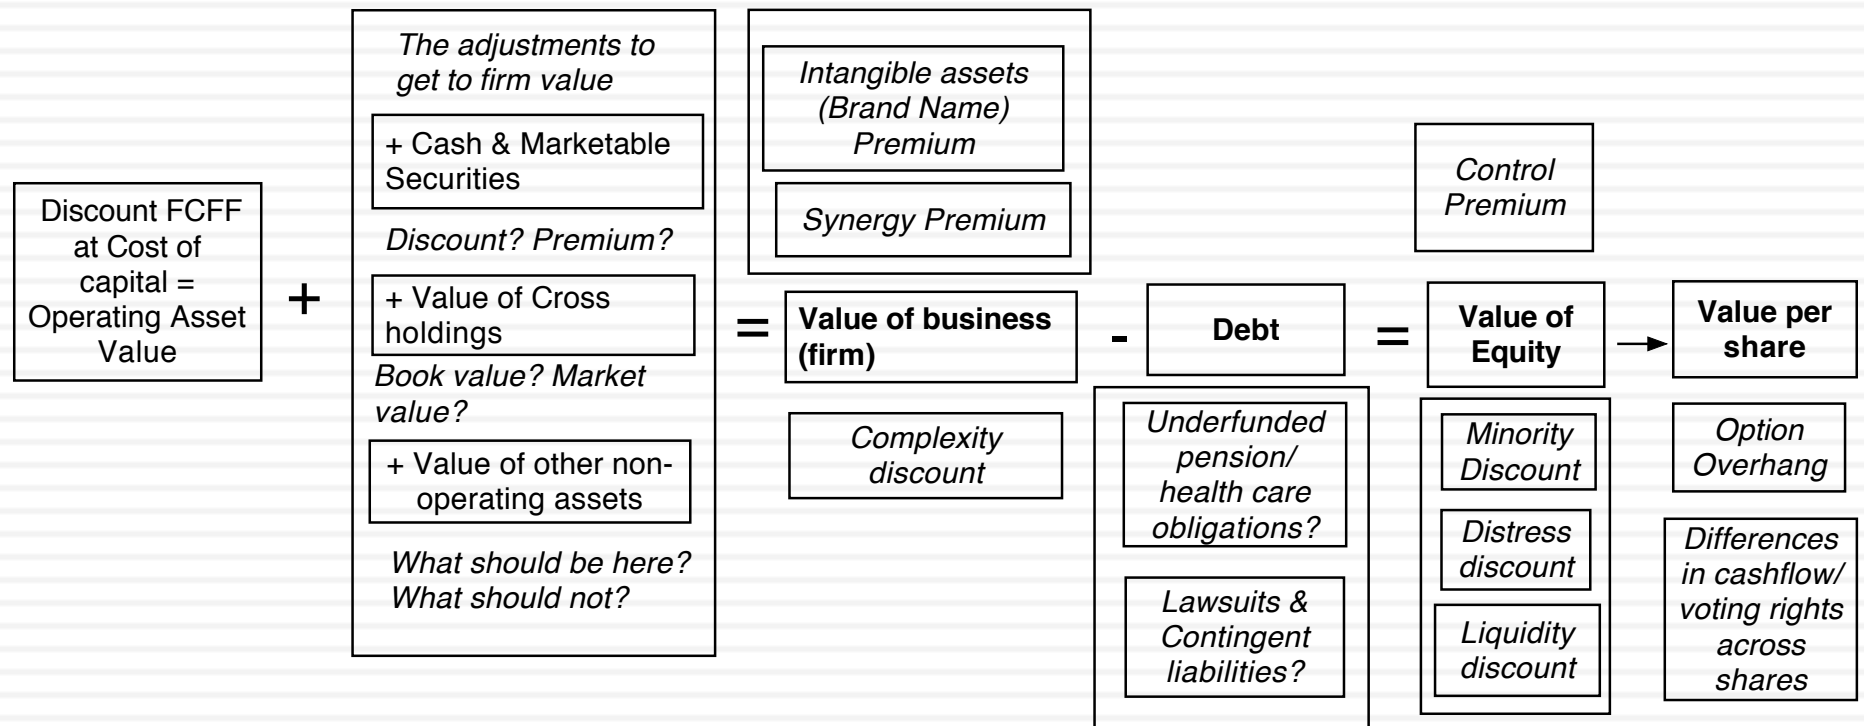 Discount FCFF
at Cost of
capital =
Operating Asset
Value
+
The adjustments to
get to firm value
+ Cash & Marketable
Securities
Discount? Premium?
+ Value of Cross
holdings
Book value? Market
value?
+ Value of other non-
operating assets
What should be here?
What should not?
=
Intangible assets
(Brand Name)
Premium
Synergy Premium
Value of business
(firm)
Complexity
discount
-
Debt
Underfunded
pension/
health care
obligations?
Lawsuits &
Contingent
liabilities?
=
Control
Premium
Value of
Equity
Minority
Discount
Distress
discount
Liquidity
discount
Value per
share
Option
Overhang
Differences
in cashflow/
voting rights
across
shares